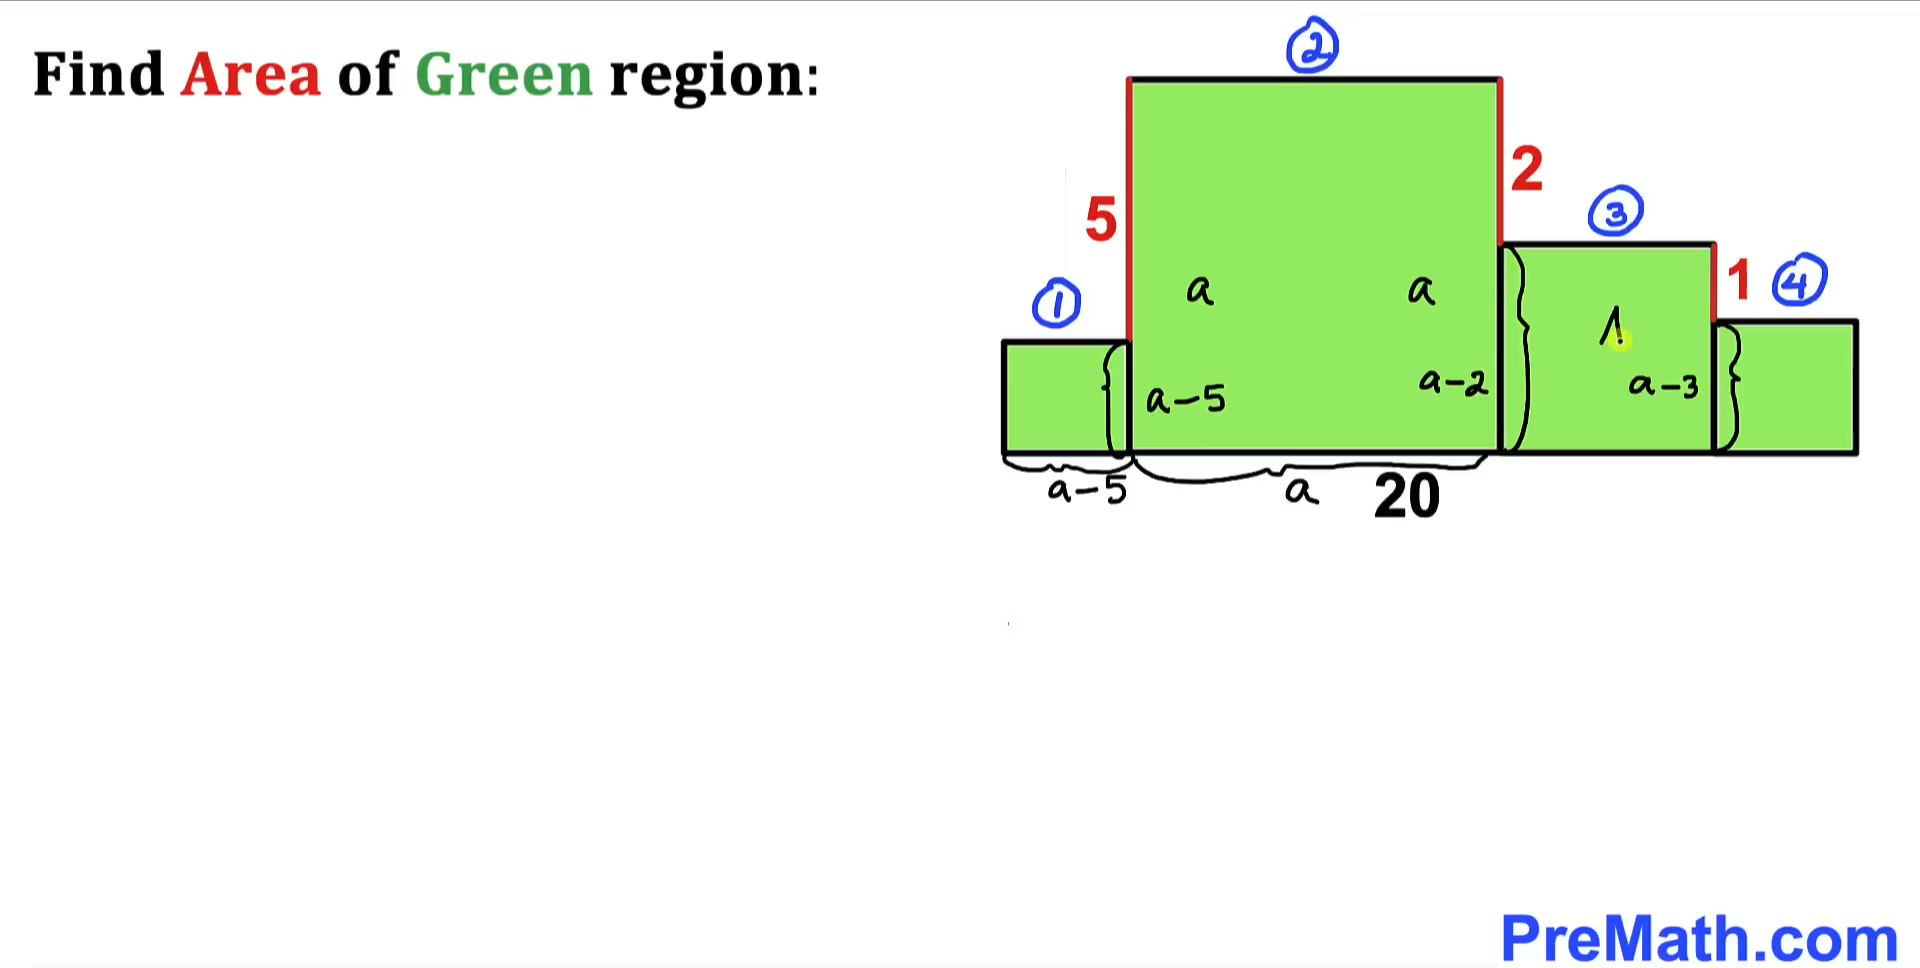 Find Area of Green region:
2
2
5
3
1
4
1
a
a
a-5
a-2
a-3
a-5
a
20
PreMath.com